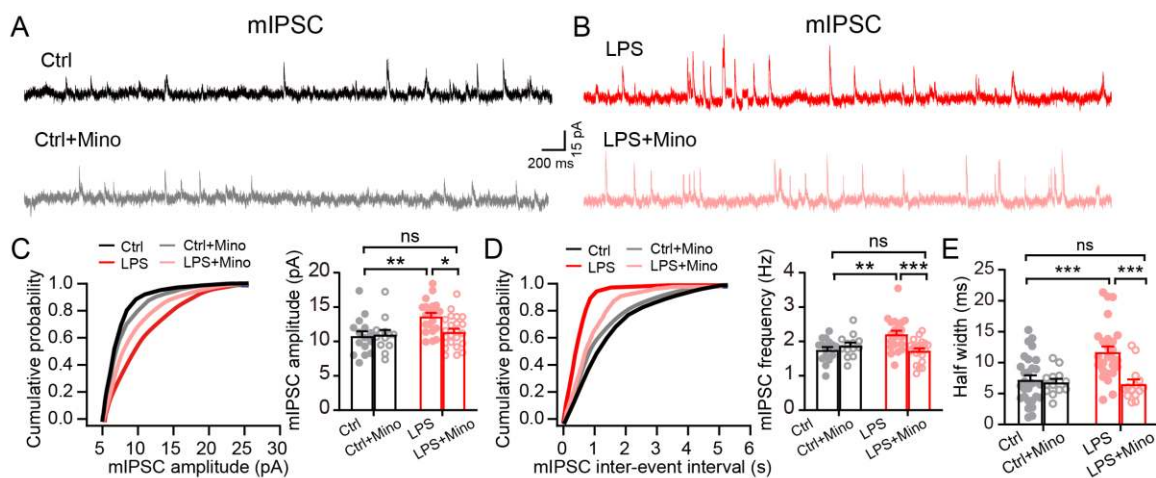 A
mIPSC
Ctrl
Ctrl+Mino
15 pA
200 ms
B
mIPSC
LPS
LPS+Mino
C
Ctrl
Ctrl+Mino
LPS
LPS+Mino
Cumulative probability
1.0
0.8
0.6
0.4
0.2
0.0
5
10
15
20
25
30
mIPSC amplitude (pA)
ns
**
*
mIPSC amplitude (pA)
20
15
10
5
0
Ctrl
Ctrl+Mino
LPS
LPS+Mino
D
Ctrl
Ctrl+Mino
LPS
LPS+Mino
Cumulative probability
1.0
0.8
0.6
0.4
0.2
0.0
0
1
2
3
4
5
6
mIPSC inter-event interval (s)
ns
**
***
mIPSC frequency (Hz)
4
3
2
1
0
Ctrl
Ctrl+Mino
LPS
LPS+Mino
E
ns
***
***
Half width (ms)
25
20
15
10
5
0
Ctrl
Ctrl+Mino
LPS
LPS+Mino